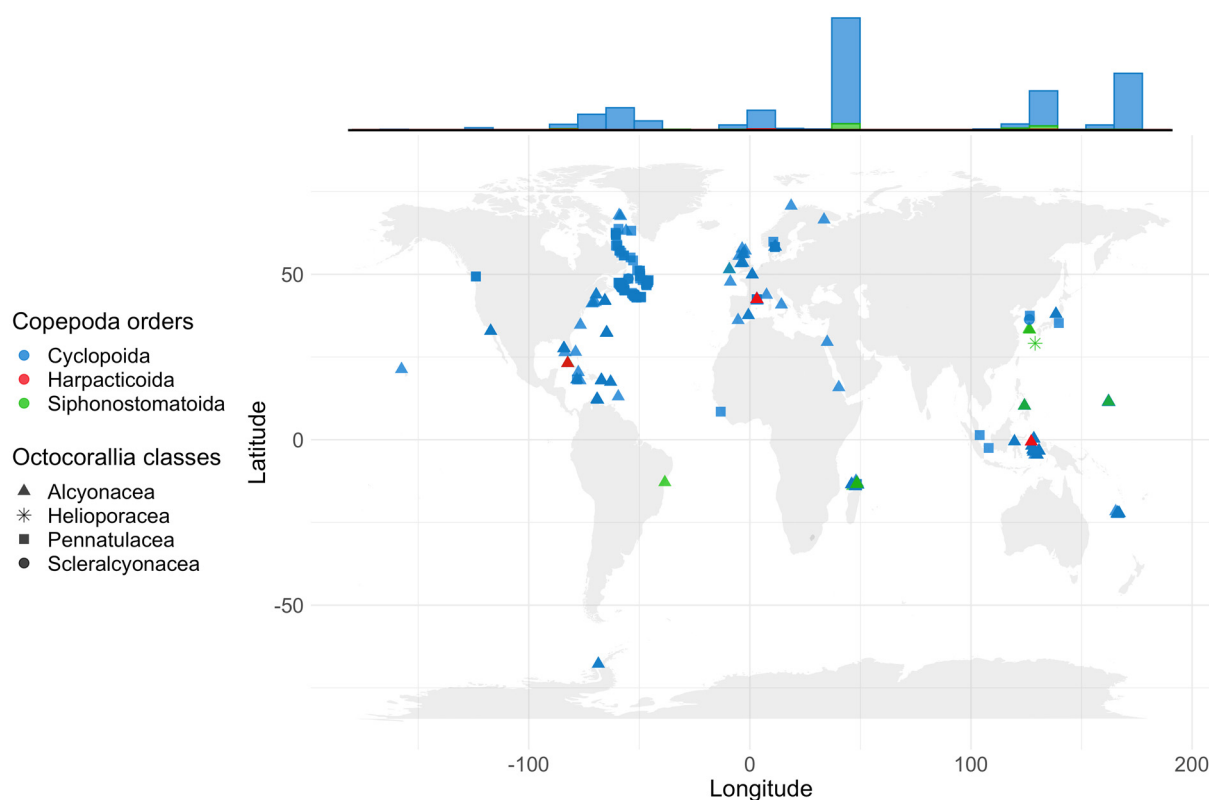 Copepoda orders
Cyclopoida
Harpacticoida
Siphonostomatoida
Octocorallia classes
Alcyonacea
Helioporacea
Pennatulacea
Scleralcyonacea
Latitude
50
0
-50
-100
0
100
200
Longitude